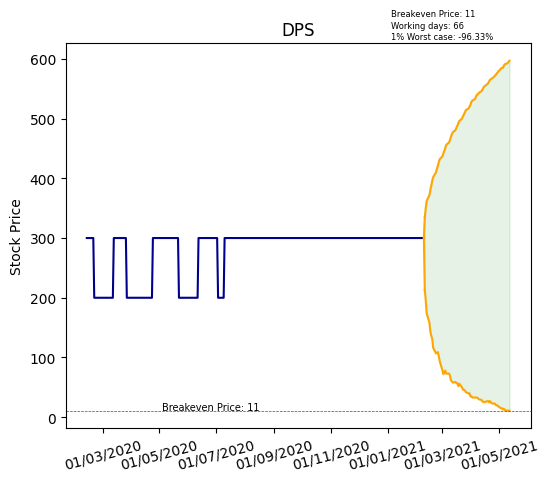 Breakeven Price: 11
Working days: 66
1% Worst case: -96.33%
DPS
Stock Price
600
500
400
300
200
100
0
Breakeven Price: 11
01/03/2020 01/05/2020 01/07/2020 01/09/2020 01/11/2020 01/01/2021 01/03/2021 01/05/2021